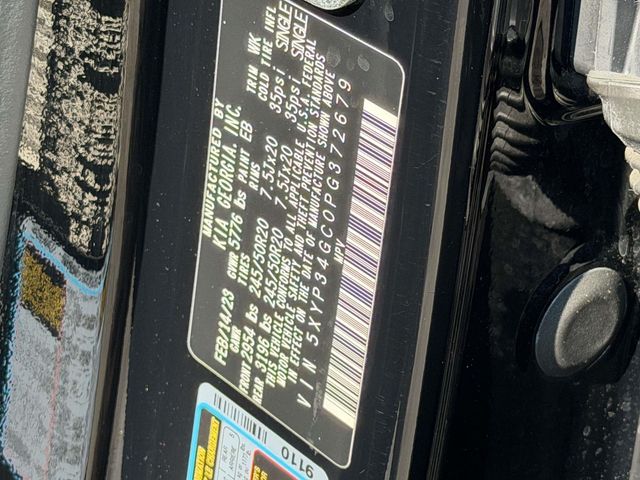 MANUFACTURED BY
KIA GEORGIA, INC.
FEB/14/23 GVWR 5776 lbs PAINT EB TRIM WK
GAWR TIRES RIMS COLD TIRE INFL
FRONT 2954 lbs 245/50R20 7.5Jx20 35psi SINGLE
REAR 3196 lbs 245/50R20 7.5Jx20 35psi SINGLE
THIS VEHICLE CONFORMS TO ALL APPLICABLE U.S.A. FEDERAL
MOTOR VEHICLE SAFETY AND THEFT PREVENTION STANDARDS
IN EFFECT ON THE DATE OF MANUFACTURE SHOWN ABOVE
VIN 5XYP34GC0PG372679
MPV
9110